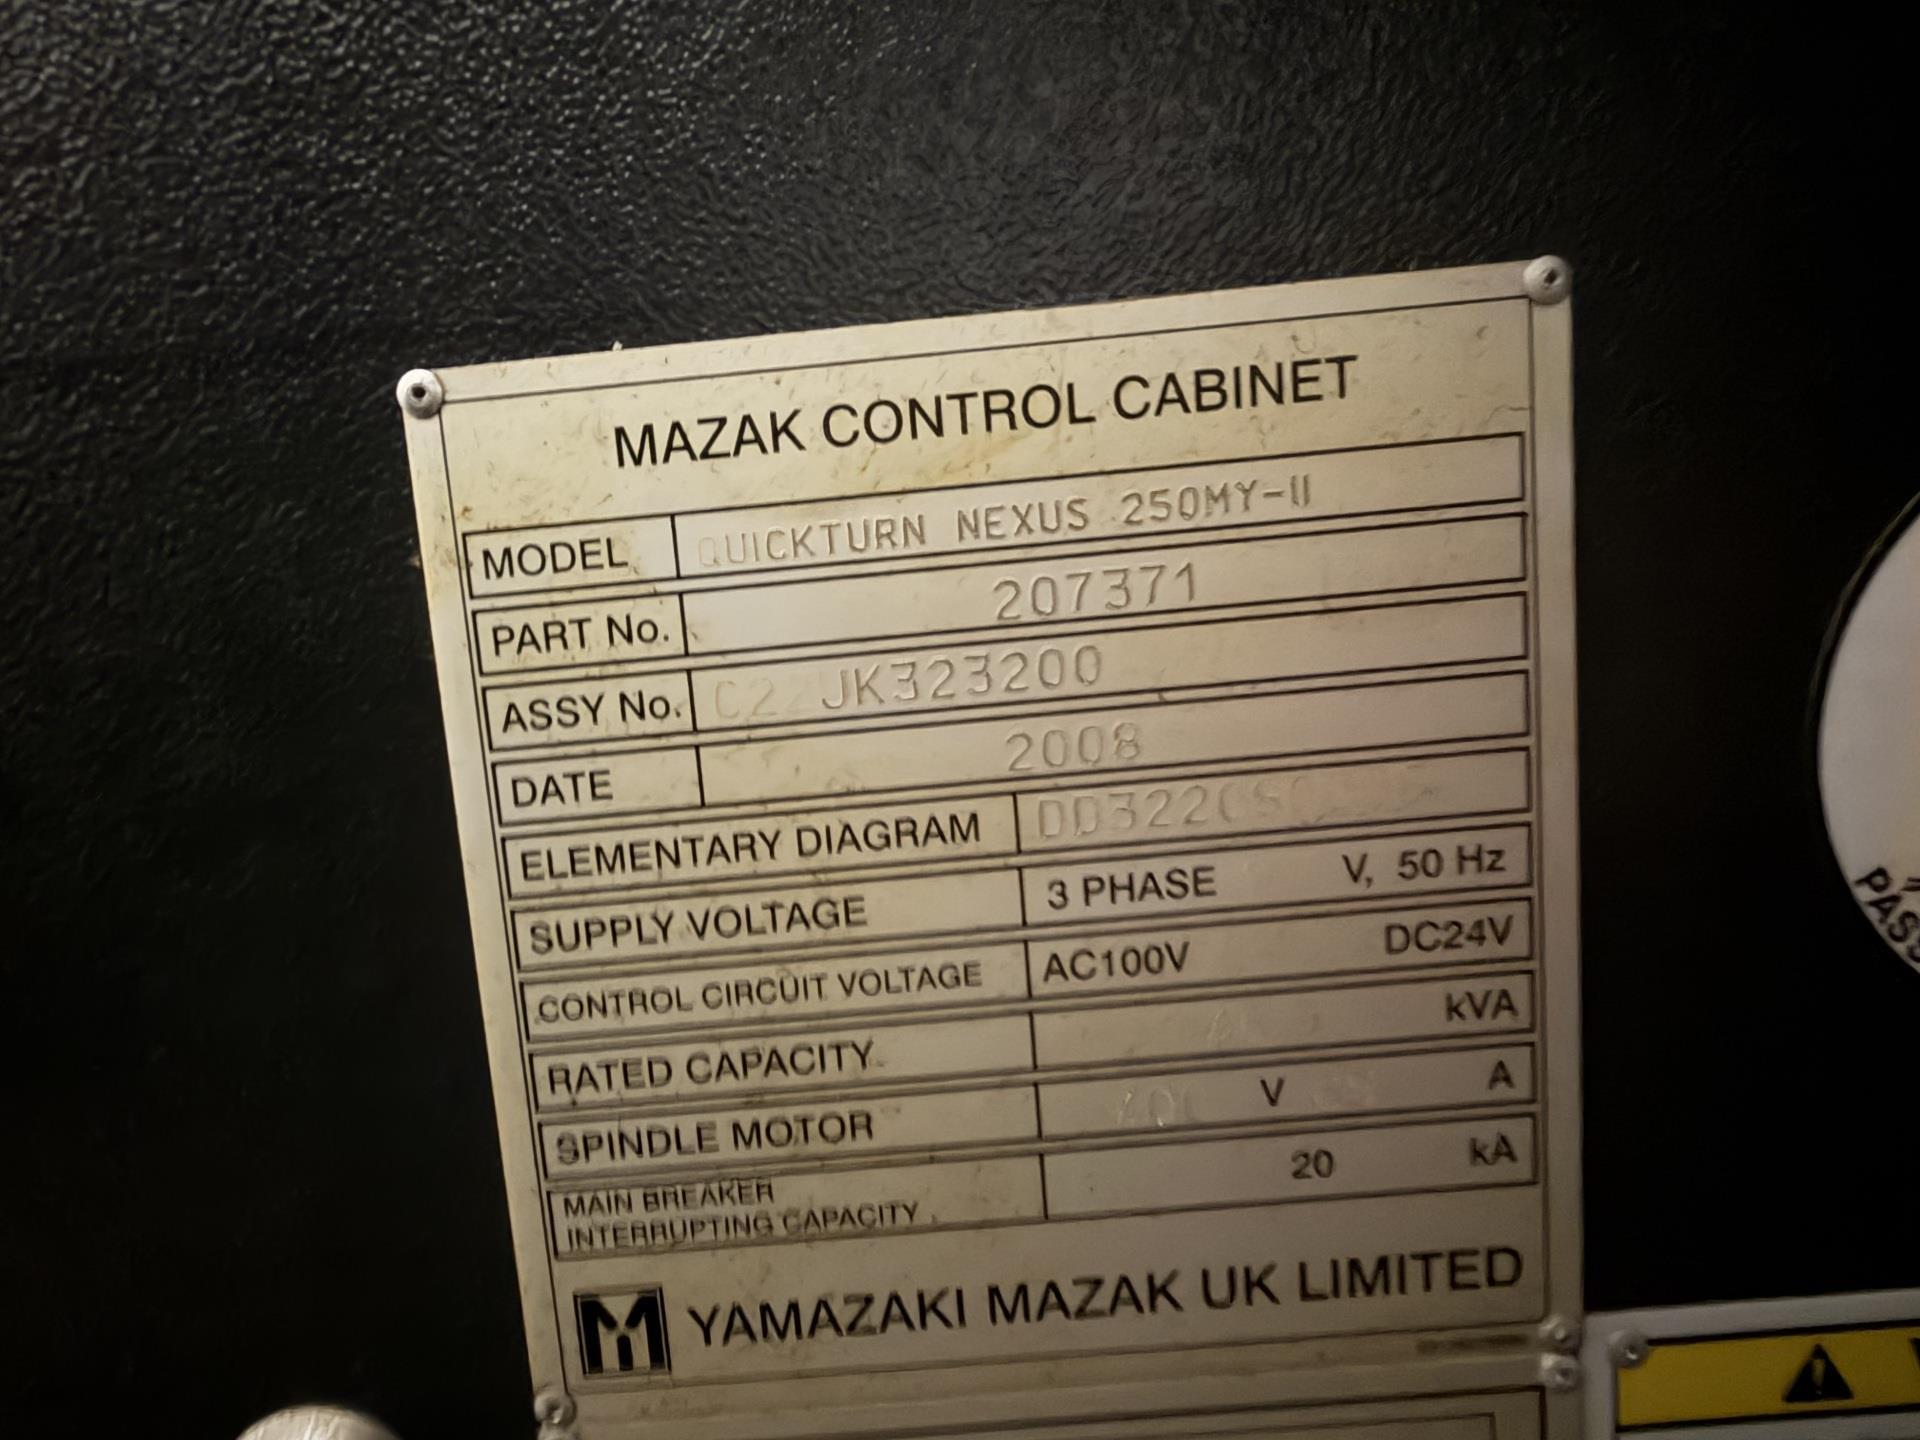 MAZAK CONTROL CABINET
MODEL QUICKTURN NEXUS 250MY-II
PART No. 207371
ASSY No. C22JK323200
DATE 2008
ELEMENTARY DIAGRAM
SUPPLY VOLTAGE 3 PHASE V, 50 Hz
CONTROL CIRCUIT VOLTAGE AC100V DC24V
RATED CAPACITY kVA
SPINDLE MOTOR V A
MAIN BREAKER
INTERRUPTING CAPACITY 20 kA
YAMAZAKI MAZAK UK LIMITED